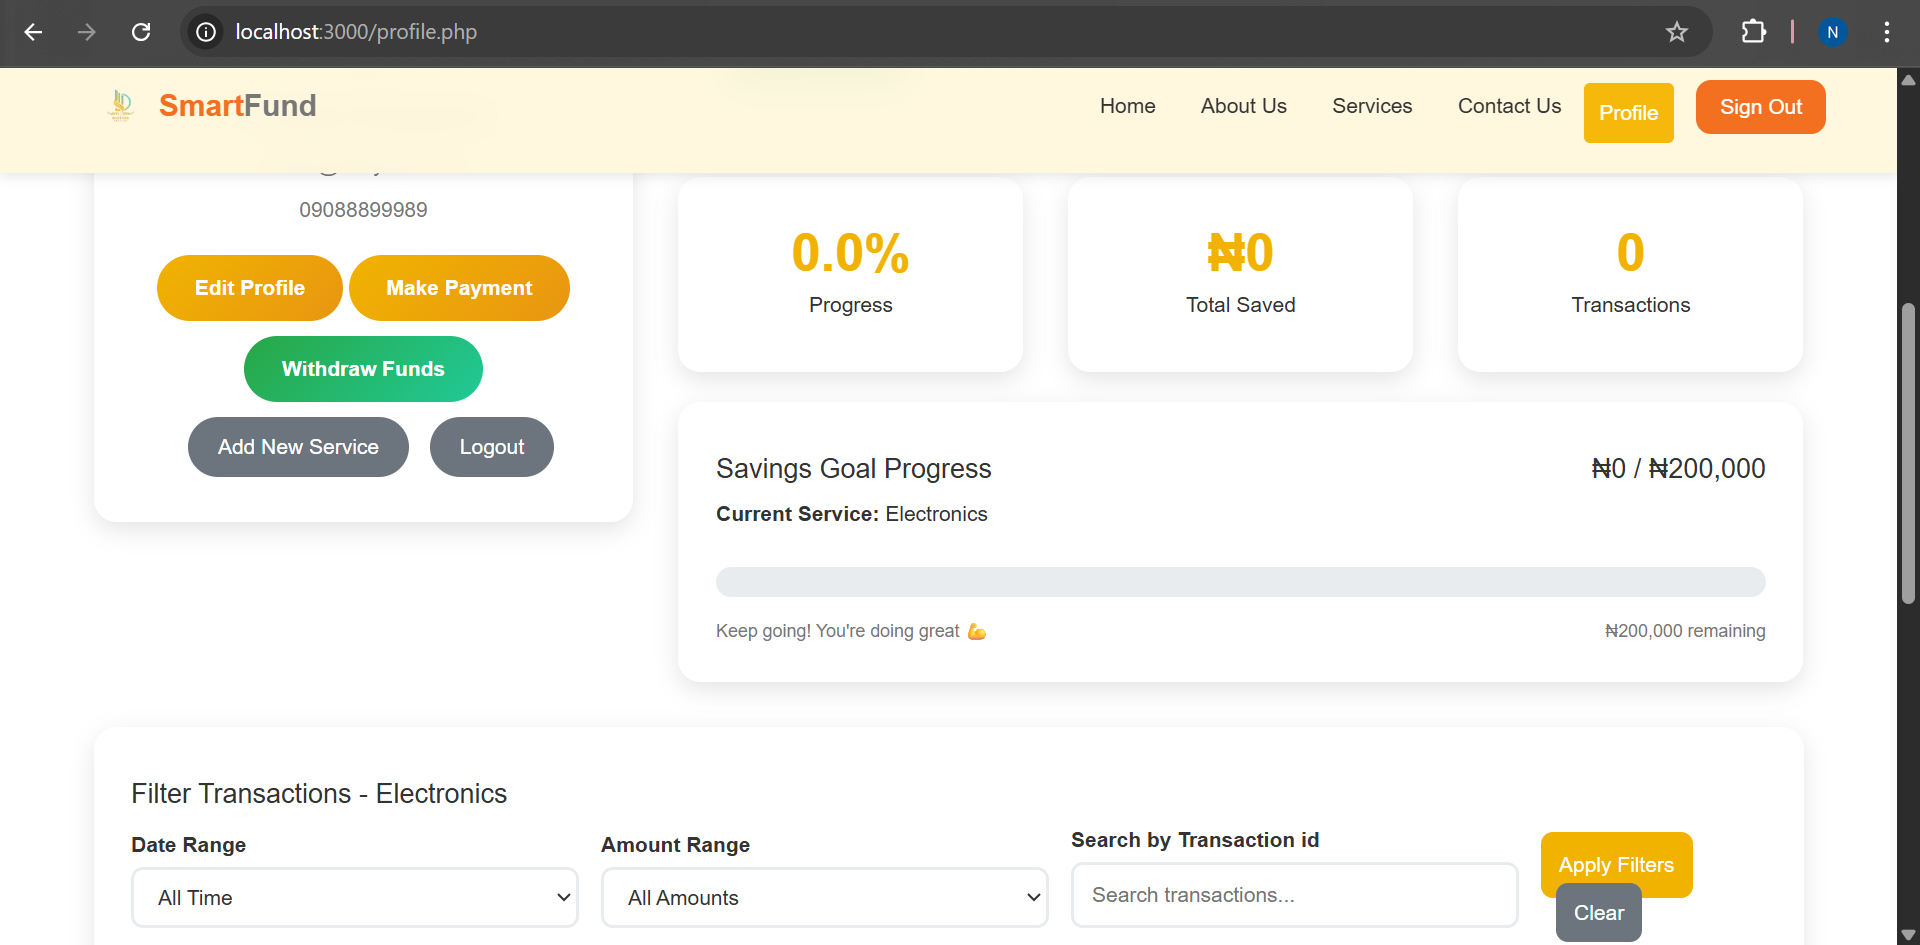 localhost:3000/profile.php
N
SmartFund
Home
About Us
Services
Contact Us
Profile
Sign Out
09088899989
Edit Profile
Make Payment
Withdraw Funds
Add New Service
Logout
0.0%
Progress
₦0
Total Saved
0
Transactions
Savings Goal Progress
₦0 / ₦200,000
Current Service: Electronics
Keep going! You're doing great 💪
₦200,000 remaining
Filter Transactions - Electronics
Date Range
All Time
Amount Range
All Amounts
Search by Transaction id
Search transactions...
Apply Filters
Clear